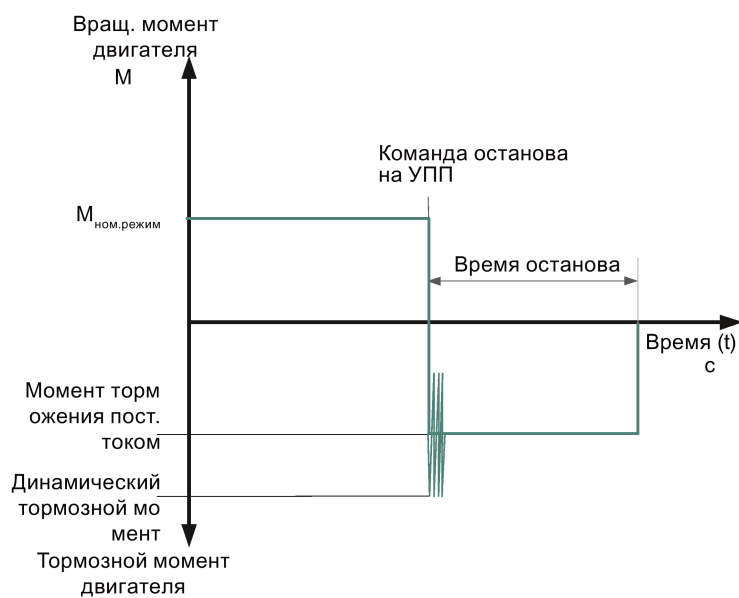 Вращ. момент
двигателя
M
Команда останова
на УПП
Mном.режим
Время останова
Время (t)
с
Момент торм
ожения пост.
током
Динамический
тормозной мо
мент
Тормозной момент
двигателя